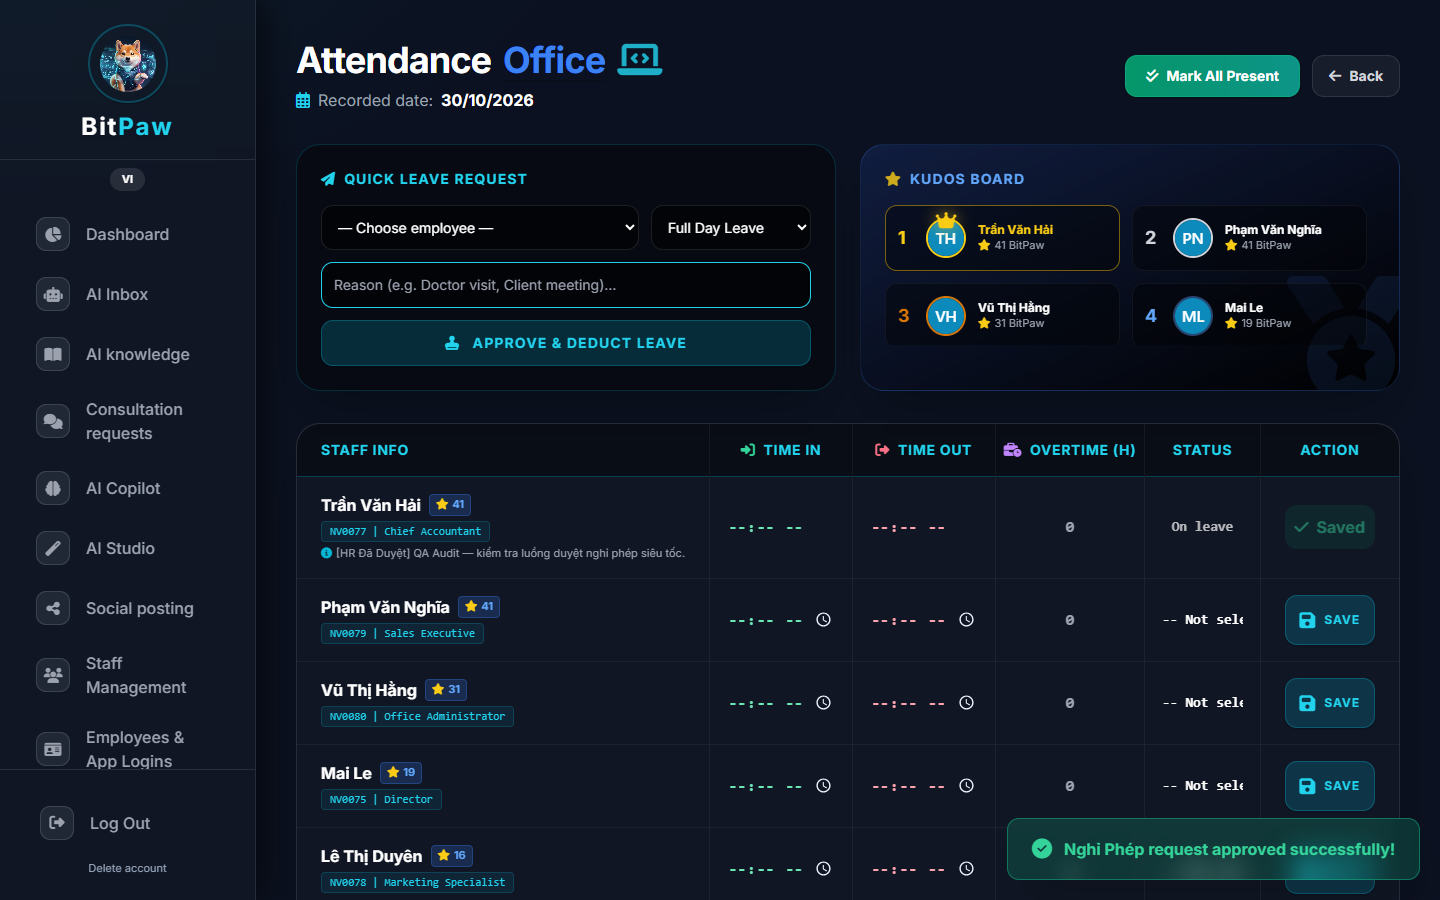 BitPaw
VI
Dashboard
AI Inbox
AI knowledge
Consultation
requests
AI Copilot
AI Studio
Social posting
Staff
Management
Employees &
App Logins
Log Out
Delete account
Attendance Office
Recorded date: 30/10/2026
Mark All Present
Back
QUICK LEAVE REQUEST
— Choose employee —
Full Day Leave
Reason (e.g. Doctor visit, Client meeting)...
APPROVE & DEDUCT LEAVE
KUDOS BOARD
1 TH Trần Văn Hải
41 BitPaw
2 PN Phạm Văn Nghĩa
41 BitPaw
3 VH Vũ Thị Hằng
31 BitPaw
4 ML Mai Le
19 BitPaw
STAFF INFO TIME IN TIME OUT OVERTIME (H) STATUS ACTION
Trần Văn Hải 41
NV0077 | Chief Accountant
[HR Đã Duyệt] QA Audit — kiểm tra luồng duyệt nghỉ phép siêu tốc.
--:-- -- --:-- -- 0 On leave Saved
Phạm Văn Nghĩa 41
NV0079 | Sales Executive
--:-- -- --:-- -- 0 -- Not sele SAVE
Vũ Thị Hằng 31
NV0080 | Office Administrator
--:-- -- --:-- -- 0 -- Not sele SAVE
Mai Le 19
NV0075 | Director
--:-- -- --:-- -- 0 -- Not sele SAVE
Lê Thị Duyên 16
NV0078 | Marketing Specialist
--:-- -- --:-- --
Nghỉ Phép request approved successfully!